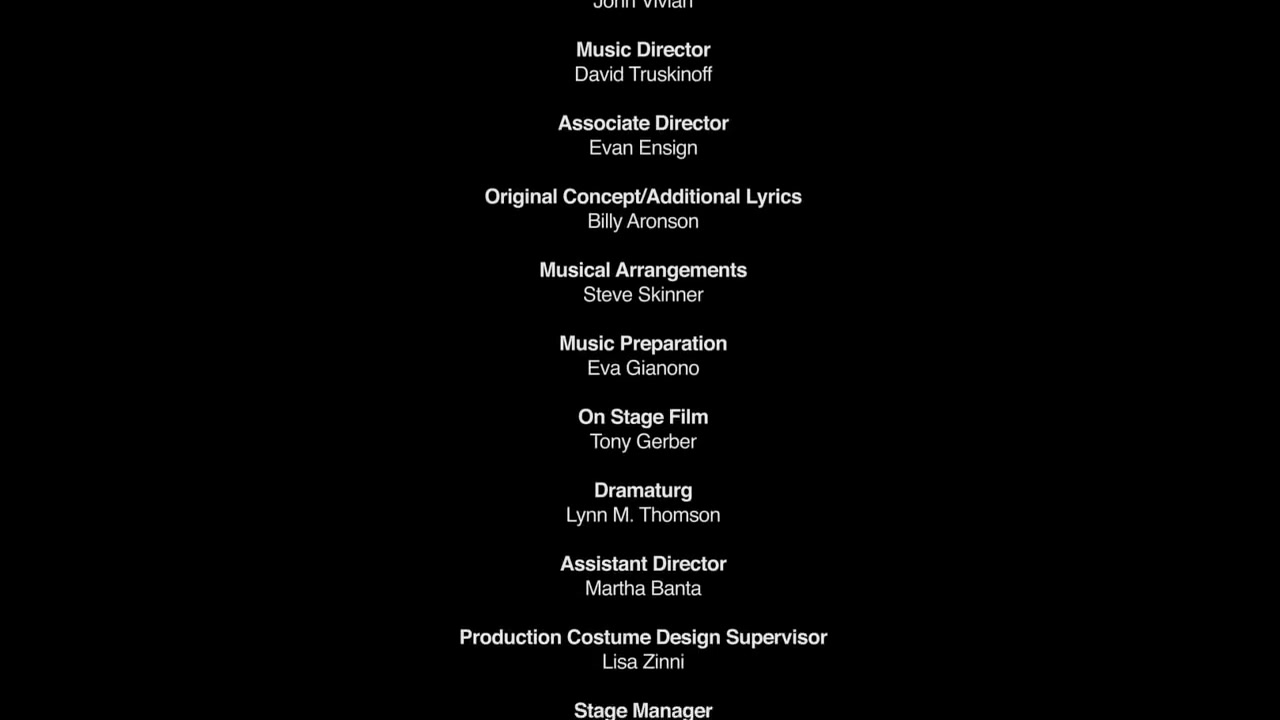 John Vivian
Music Director
David Truskinoff
Associate Director
Evan Ensign
Original Concept/Additional Lyrics
Billy Aronson
Musical Arrangements
Steve Skinner
Music Preparation
Eva Gianono
On Stage Film
Tony Gerber
Dramaturg
Lynn M. Thomson
Assistant Director
Martha Banta
Production Costume Design Supervisor
Lisa Zinni
Stage Manager